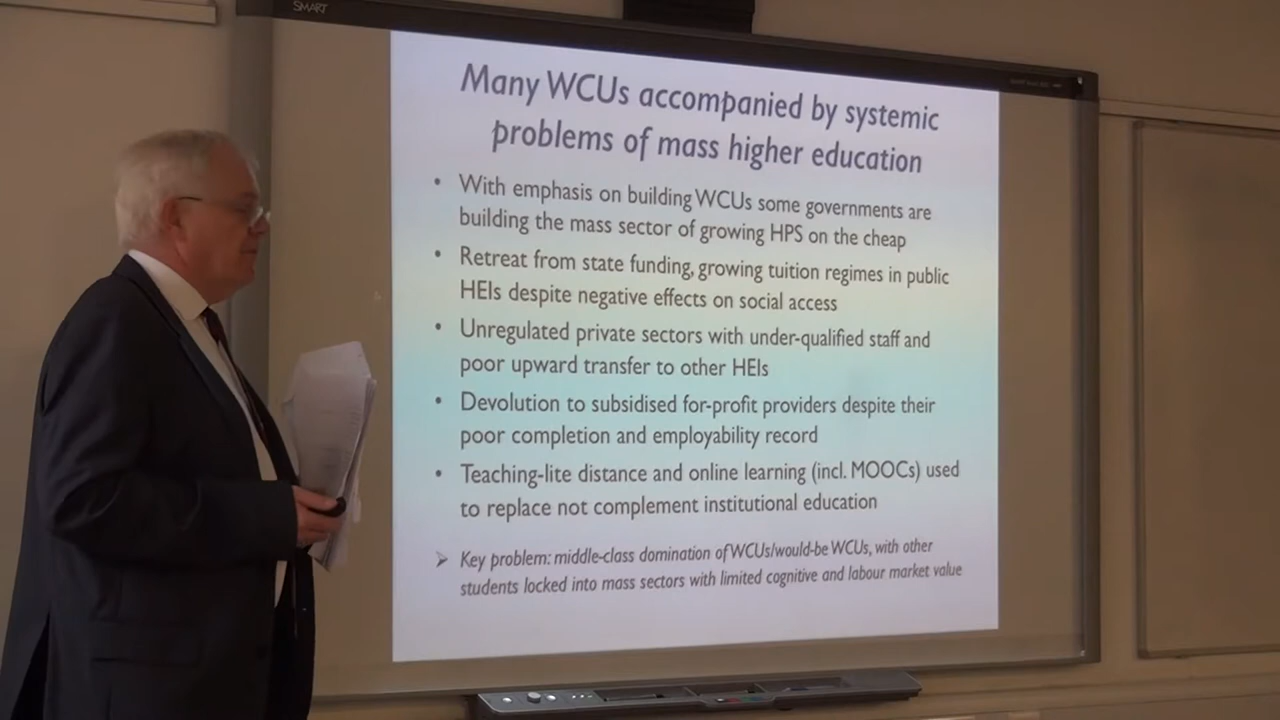 SMART
Many WCUs accompanied by systemic
problems of mass higher education
• With emphasis on building WCUs some governments are
building the mass sector of growing HPS on the cheap
• Retreat from state funding, growing tuition regimes in public
HEIs despite negative effects on social access
• Unregulated private sectors with under-qualified staff and
poor upward transfer to other HEIs
• Devolution to subsidised for-profit providers despite their
poor completion and employability record
• Teaching-lite distance and online learning (incl. MOOCs) used
to replace not complement institutional education
➢ Key problem: middle-class domination of WCUs/would-be WCUs, with other
students locked into mass sectors with limited cognitive and labour market value